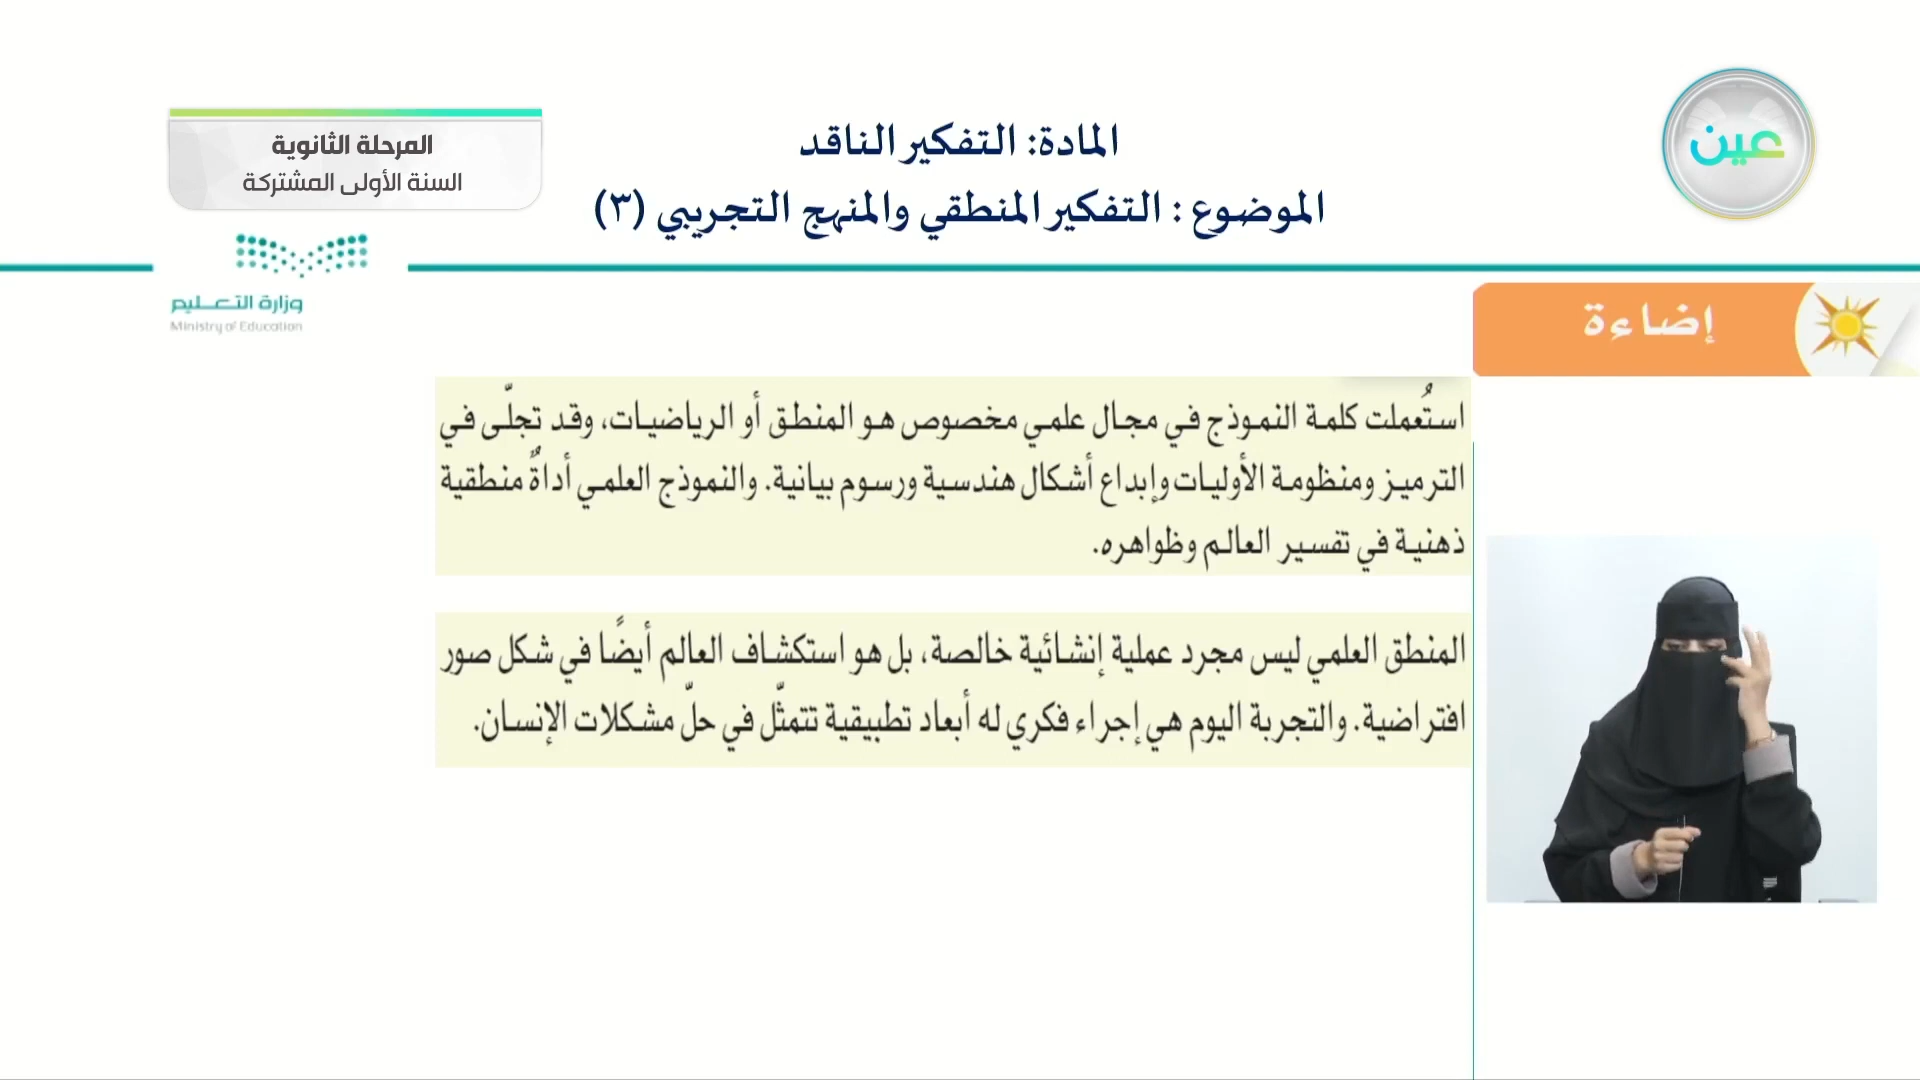 عين
المادة: التفكير الناقد
الموضوع : التفكير المنطقي والمنهج التجريبي (٣)
المرحلة الثانوية
السنة الأولى المشتركة
وزارة التعليم
Ministry of Education
إضاءة
استُعملت كلمة النموذج في مجال علمي مخصوص هو المنطق أو الرياضيات، وقد تجلّى في
الترميز ومنظومة الأوليات وإبداع أشكال هندسية ورسوم بيانية. والنموذج العلمي أداةٌ منطقية
ذهنية في تفسير العالم وظواهره.
المنطق العلمي ليس مجرد عملية إنشائية خالصة، بل هو استكشاف العالم أيضًا في شكل صور
افتراضية. والتجربة اليوم هي إجراء فكري له أبعاد تطبيقية تتمثّل في حلّ مشكلات الإنسان.